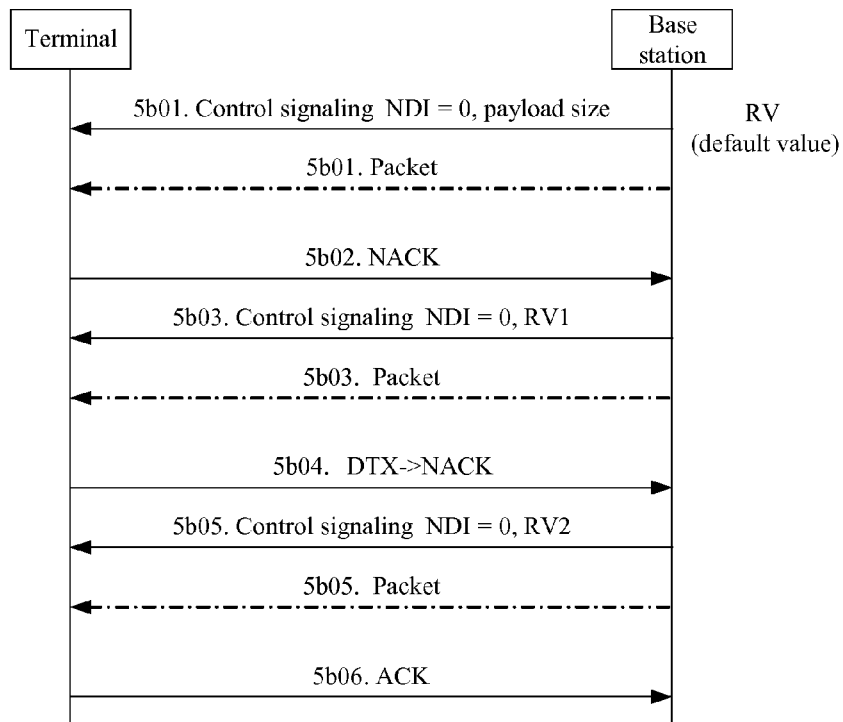 Terminal
Base
station
5b01. Control signaling NDI = 0, payload size
RV
(default value)
5b01. Packet
5b02. NACK
5b03. Control signaling NDI = 0, RV1
5b03. Packet
5b04. DTX->NACK
5b05. Control signaling NDI = 0, RV2
5b05. Packet
5b06. ACK